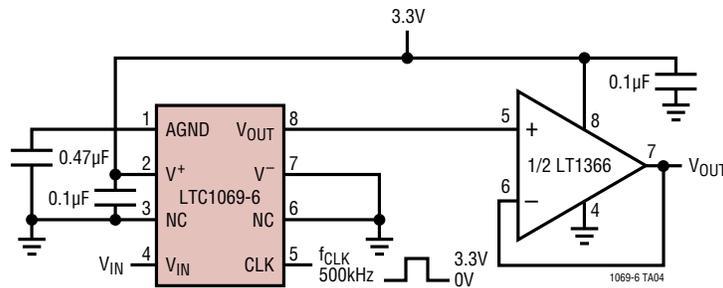 3.3V
0.1µF
1 AGND VOUT 8
5 + 8
0.47µF
2 V+ V− 7
1/2 LT1366 7 VOUT
LTC1069-6
0.1µF
6 −
3 NC NC 6
4
VIN 4 VIN CLK 5 fCLK
500kHz
3.3V
0V
1069-6 TA04